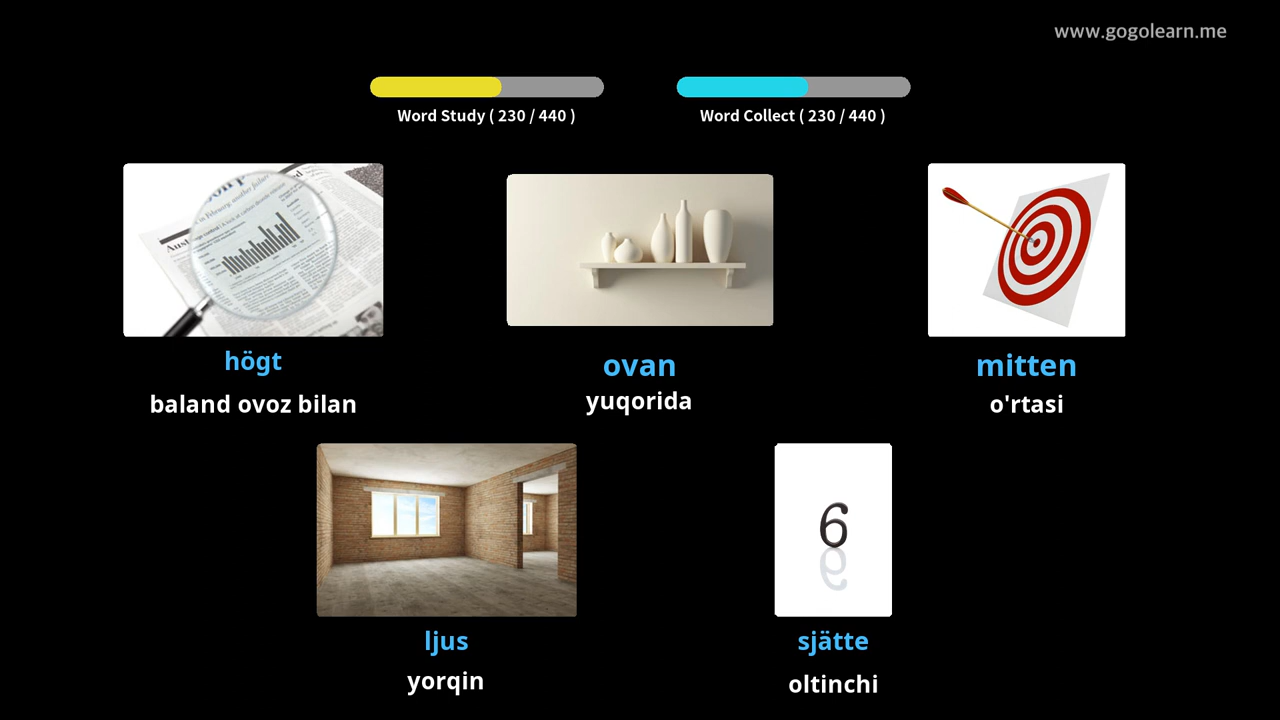 www.gogolearn.me
Word Study ( 230 / 440 )
Word Collect ( 230 / 440 )
högt
baland ovoz bilan
ovan
yuqorida
mitten
o'rtasi
ljus
yorqin
6
sjätte
oltinchi